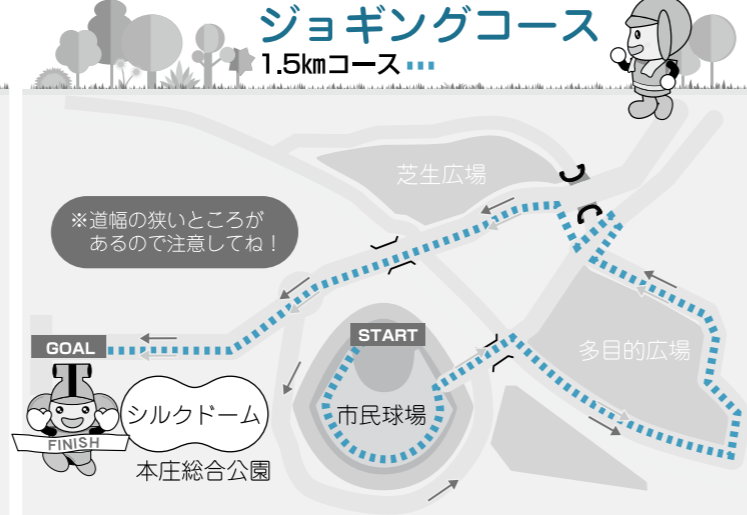 ジョギングコース
1.5kmコース
芝生広場
※道幅の狭いところが
あるので注意してね!
START
GOAL
多目的広場
市民球場
シルクドーム
FINISH
本庄総合公園